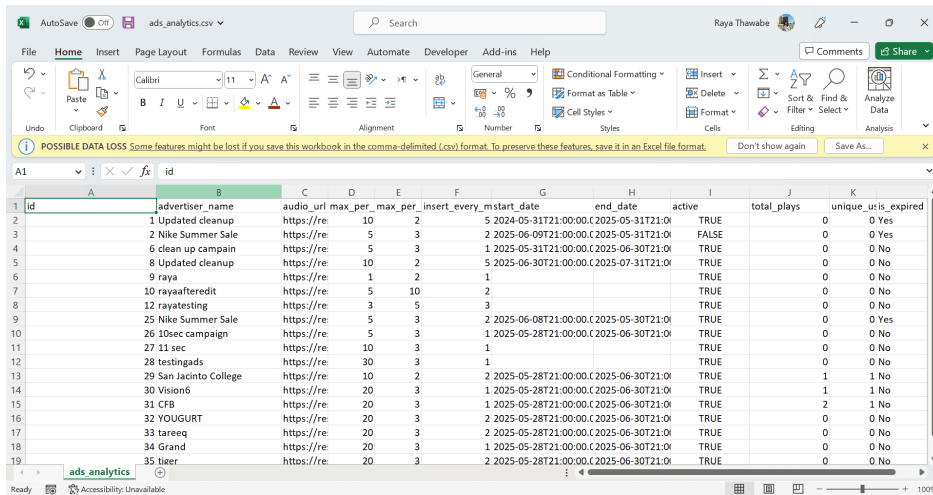 AutoSave Off ads_analytics.csv Search Raya Thawabe
File Home Insert Page Layout Formulas Data Review View Automate Developer Add-ins Help Comments Share
Calibri 11 A^ A˅ ab General Conditional Formatting Insert Σ
Paste B I U A % 9 Format as Table Delete Sort & Find & Analyze
Cell Styles Format Filter Select Data
Undo Clipboard Font Alignment Number Styles Cells Editing Analysis
POSSIBLE DATA LOSS Some features might be lost if you save this workbook in the comma-delimited (.csv) format. To preserve these features, save it in an Excel file format. Don't show again Save As...
A1 fx id
A B C D E F G H I J K
1 id advertiser_name audio_url max_per_ max_per_ insert_every_m start_date end_date active total_plays unique_us is_expired
2 1 Updated cleanup https://re: 10 2 5 2024-05-31T21:00:00.0 2025-05-31T21:00 TRUE 0 0 Yes
3 2 Nike Summer Sale https://re: 5 3 2 2025-06-09T21:00:00.0 2025-05-31T21:00 FALSE 0 0 Yes
4 6 clean up campain https://re: 5 3 1 2025-05-31T21:00:00.0 2025-06-30T21:00 TRUE 0 0 No
5 8 Updated cleanup https://re: 10 2 5 2025-06-30T21:00:00.0 2025-07-31T21:00 TRUE 0 0 No
6 9 raya https://re: 1 2 1 TRUE 0 0 No
7 10 rayaafteredit https://re: 5 10 2 TRUE 0 0 No
8 12 rayatesting https://re: 3 5 3 TRUE 0 0 No
9 25 Nike Summer Sale https://re: 5 3 2 2025-06-08T21:00:00.0 2025-05-30T21:00 TRUE 0 0 Yes
10 26 10sec campaign https://re: 5 3 1 2025-05-28T21:00:00.0 2025-06-30T21:00 TRUE 0 0 No
11 27 11 sec https://re: 10 3 1 TRUE 0 0 No
12 28 testingads https://re: 30 3 1 TRUE 0 0 No
13 29 San Jacinto College https://re: 10 2 2 2025-05-28T21:00:00.0 2025-06-30T21:00 TRUE 1 1 No
14 30 Vision6 https://re: 20 3 1 2025-05-28T21:00:00.0 2025-06-30T21:00 TRUE 1 1 No
15 31 CFB https://re: 20 3 2 2025-05-28T21:00:00.0 2025-06-30T21:00 TRUE 2 1 No
16 32 YOUGURT https://re: 20 3 2 2025-05-28T21:00:00.0 2025-06-30T21:00 TRUE 0 0 No
17 33 tareeq https://re: 20 3 2 2025-05-28T21:00:00.0 2025-06-30T21:00 TRUE 0 0 No
18 34 Grand https://re: 20 3 1 2025-05-28T21:00:00.0 2025-06-30T21:00 TRUE 0 0 No
19 35 tiger https://re: 20 3 2 2025-05-28T21:00:00.0 2025-06-30T21:00 TRUE 0 0 No
ads_analytics
Ready Accessibility: Unavailable